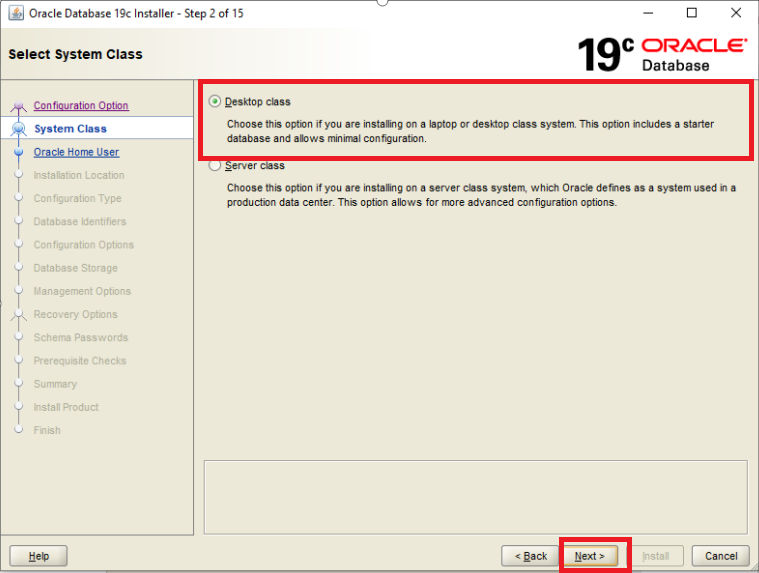 Oracle Database 19c Installer - Step 2 of 15
Select System Class
19c ORACLE
Database
Configuration Option
System Class
Oracle Home User
Installation Location
Configuration Type
Database Identifiers
Configuration Options
Database Storage
Management Options
Recovery Options
Schema Passwords
Prerequisite Checks
Summary
Install Product
Finish
Desktop class
Choose this option if you are installing on a laptop or desktop class system. This option includes a starter
database and allows minimal configuration.
Server class
Choose this option if you are installing on a server class system, which Oracle defines as a system used in a
production data center. This option allows for more advanced configuration options.
Help
< Back
Next >
Install
Cancel